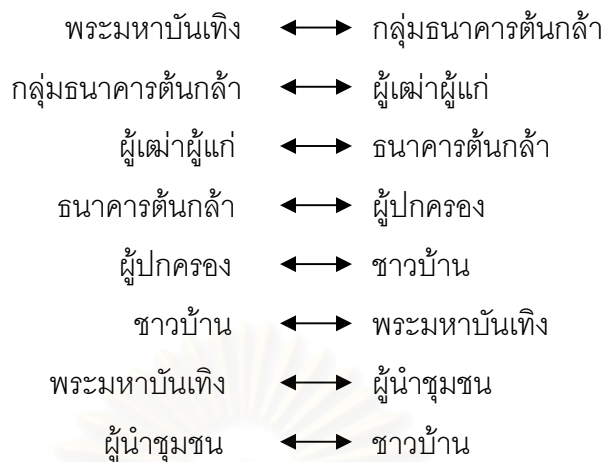 พระมหาบันเทิง ↔ กลุ่มธนาคารต้นกล้า
กลุ่มธนาคารต้นกล้า ↔ ผู้เฒ่าผู้แก่
ผู้เฒ่าผู้แก่ ↔ ธนาคารต้นกล้า
ธนาคารต้นกล้า ↔ ผู้ปกครอง
ผู้ปกครอง ↔ ชาวบ้าน
ชาวบ้าน ↔ พระมหาบันเทิง
พระมหาบันเทิง ↔ ผู้นำชุมชน
ผู้นำชุมชน ↔ ชาวบ้าน